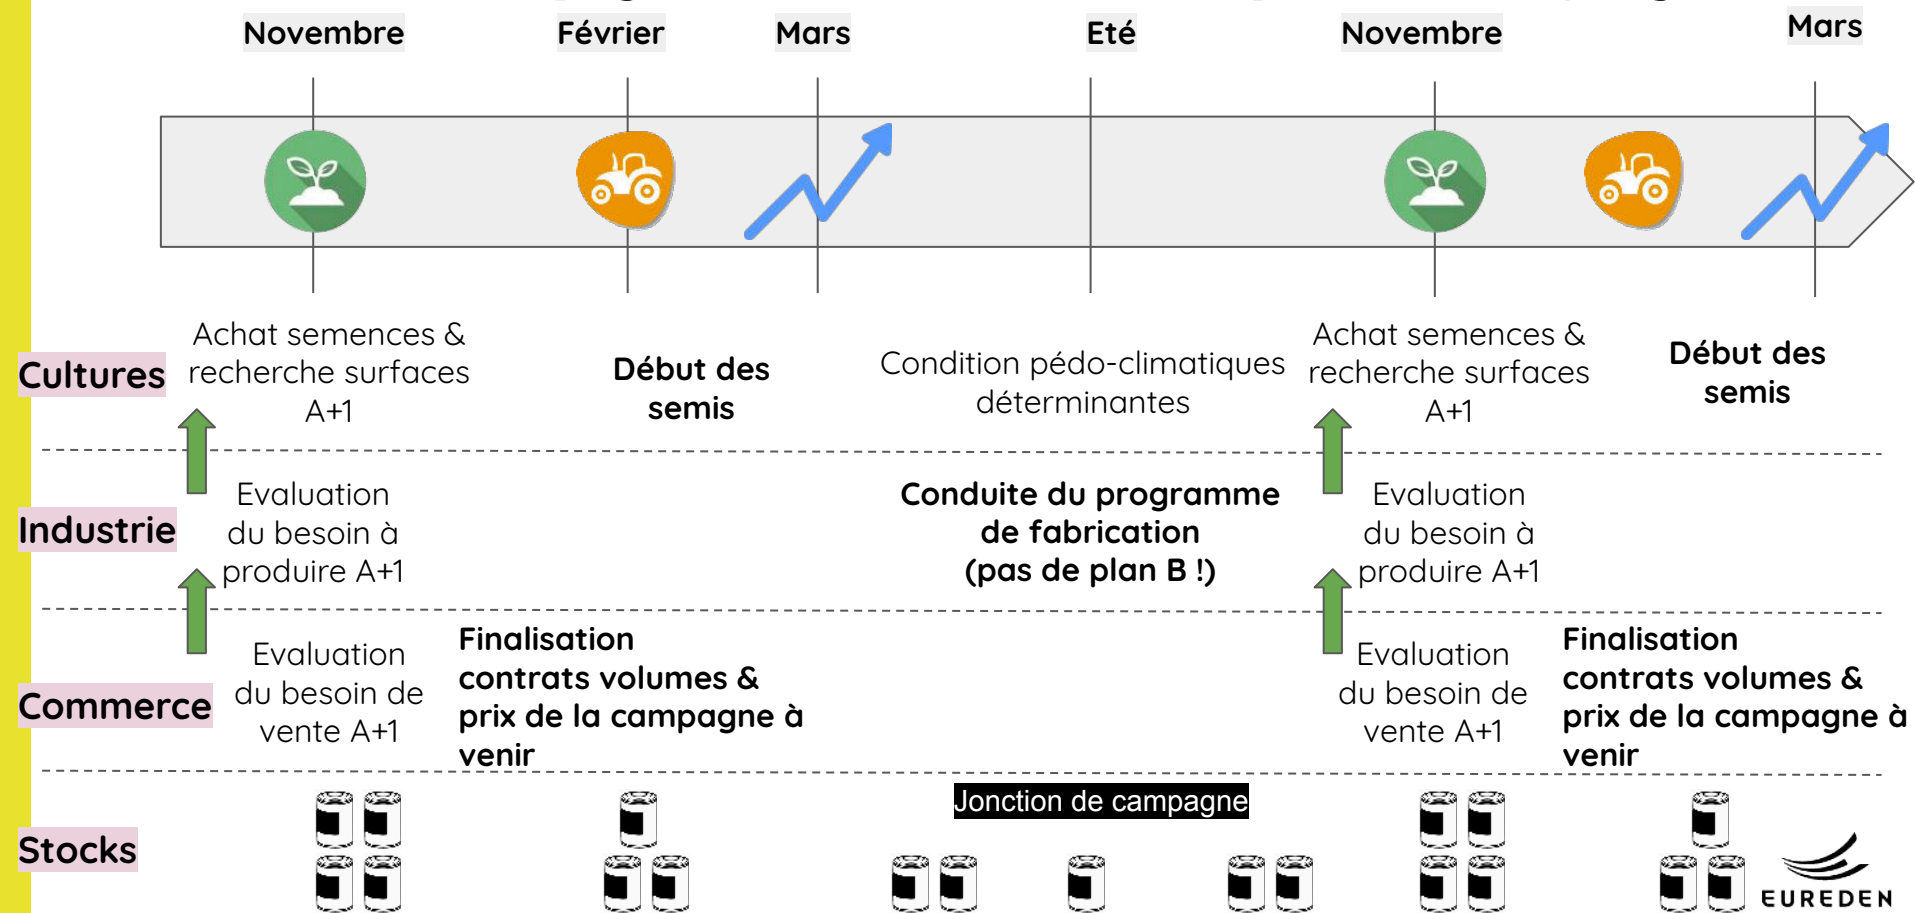 Novembre
Février
Mars
Eté
Novembre
Mars
Cultures
Achat semences &
recherche surfaces
A+1
Début des
semis
Condition pédo-climatiques
déterminantes
Achat semences &
recherche surfaces
A+1
Début des
semis
Industrie
Evaluation
du besoin à
produire A+1
Conduite du programme
de fabrication
(pas de plan B !)
Evaluation
du besoin à
produire A+1
Commerce
Evaluation
du besoin de
vente A+1
Finalisation
contrats volumes &
prix de la campagne à
venir
Evaluation
du besoin de
vente A+1
Finalisation
contrats volumes &
prix de la campagne à
venir
Stocks
Jonction de campagne
EUREDEN